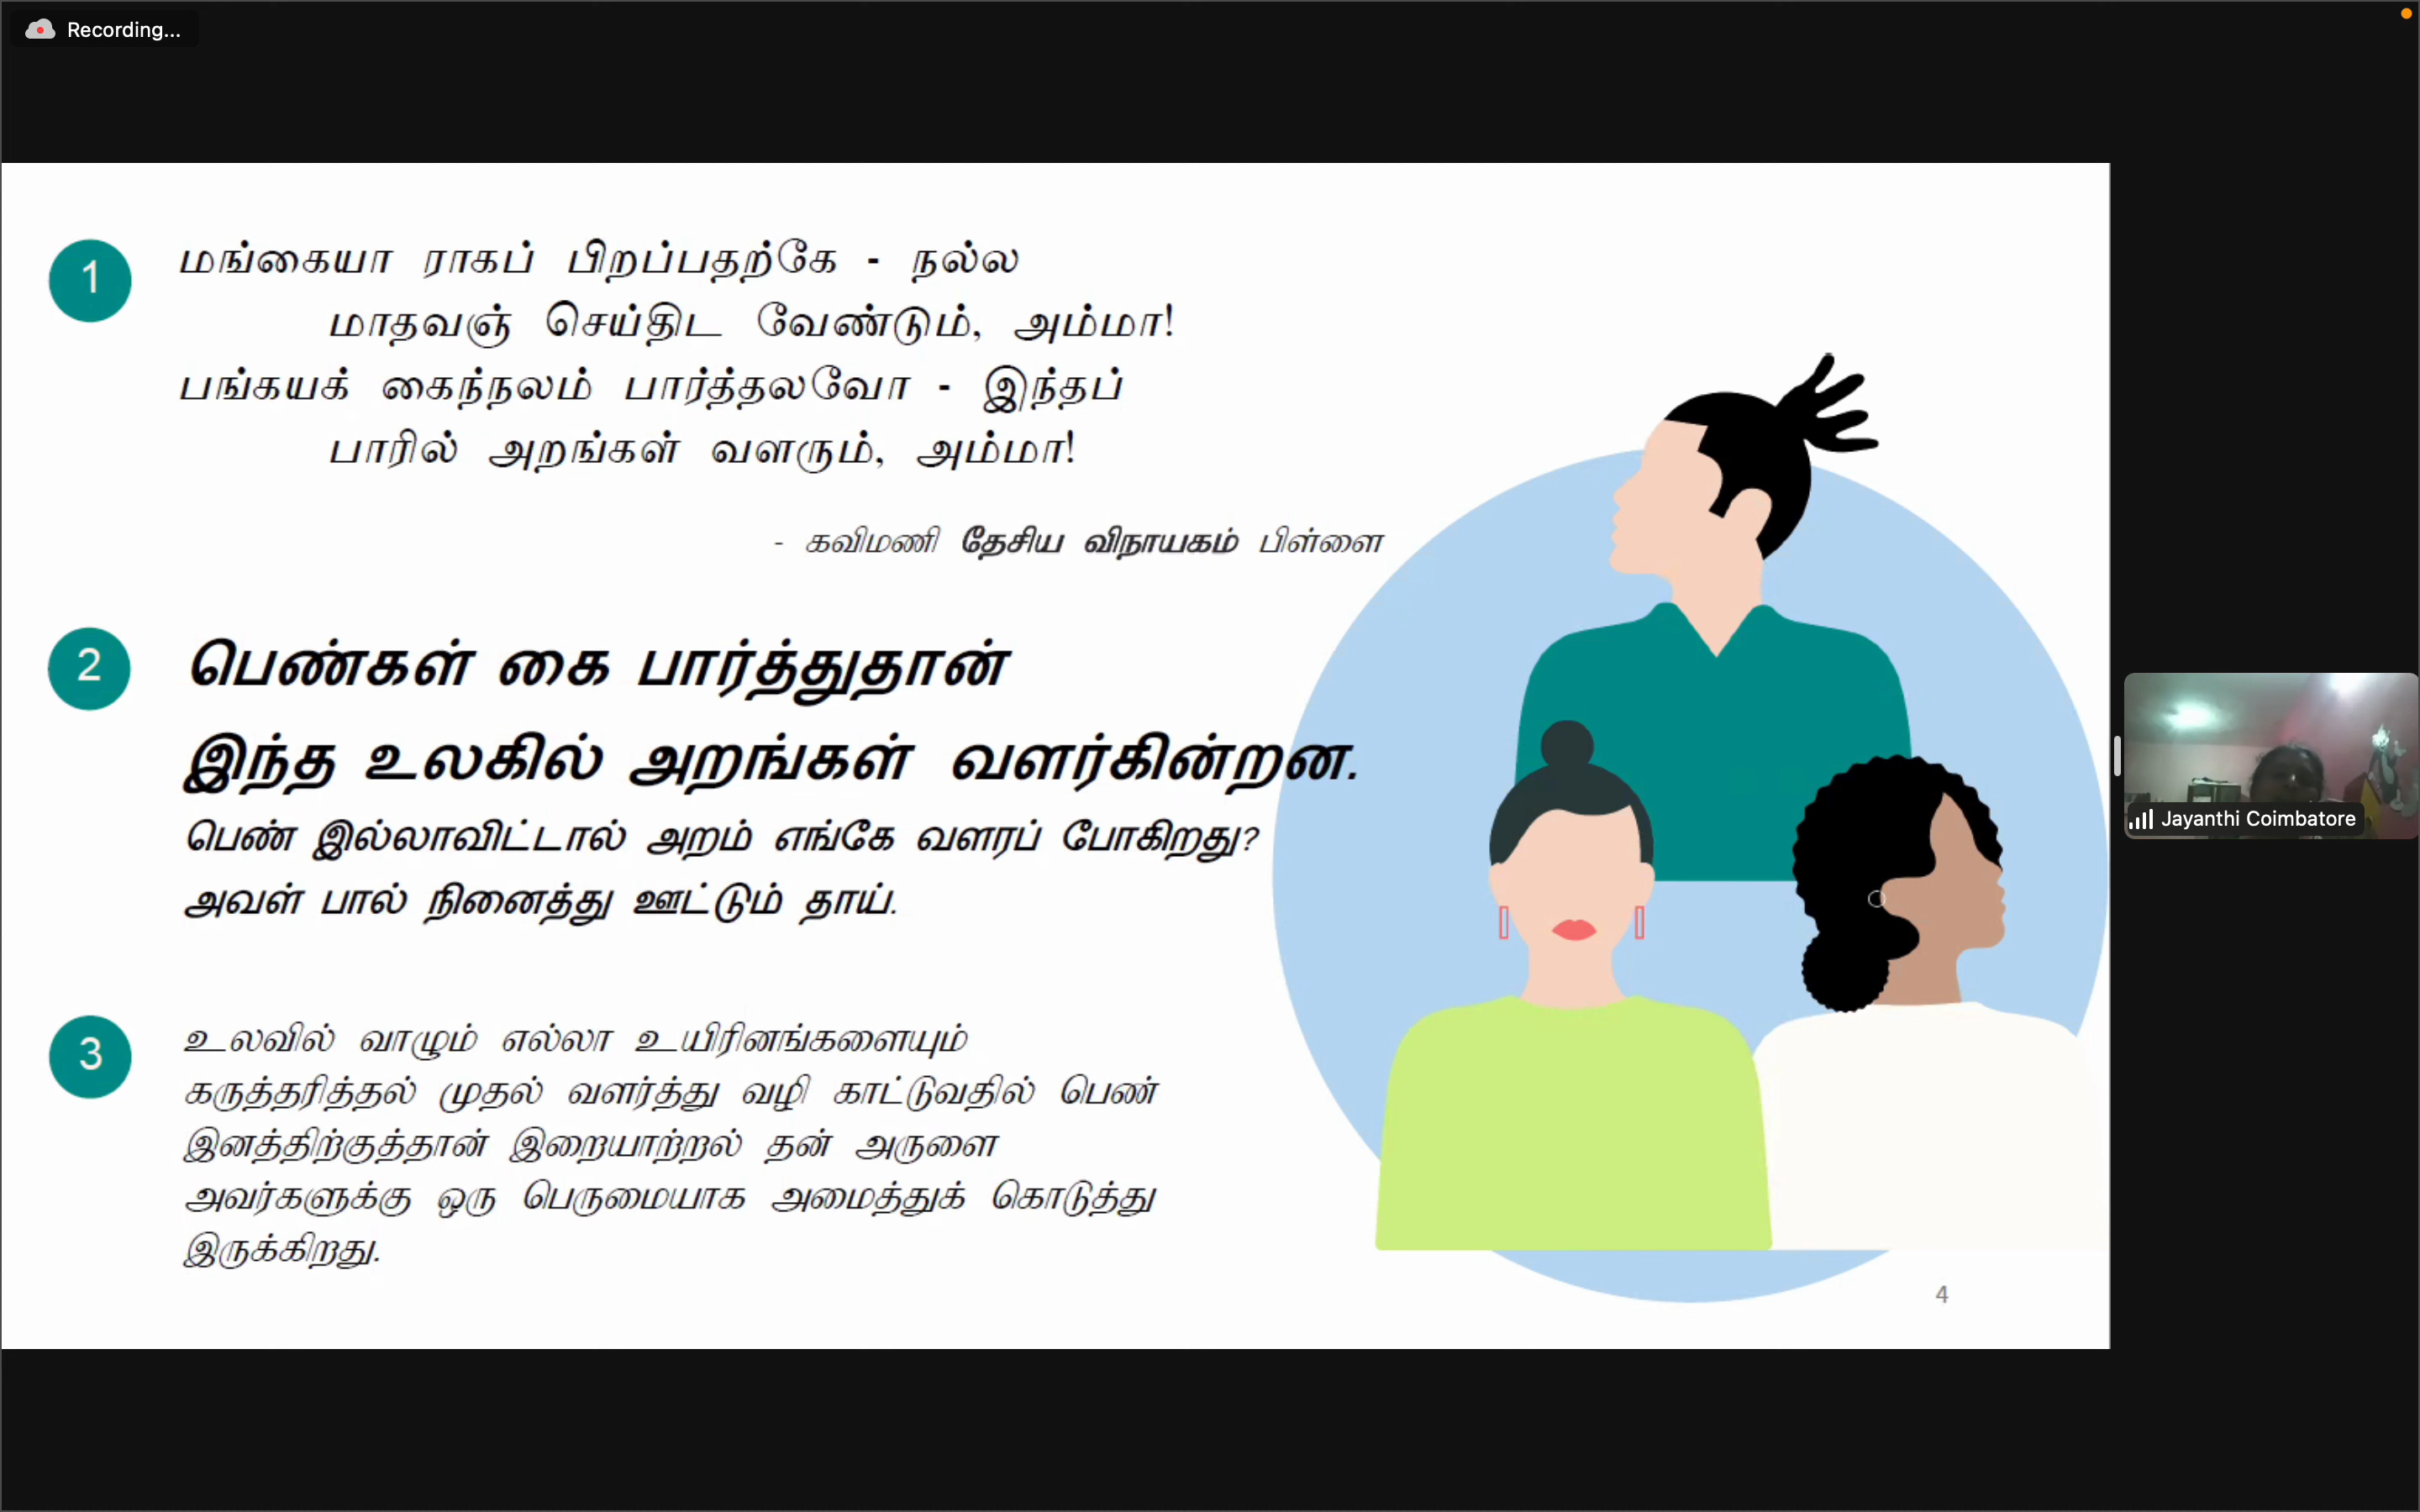 Recording...
1
மங்கையா ராகப் பிறப்பதற்கே - நல்ல
மாதவஞ் செய்திட வேண்டும், அம்மா!
பங்கயக் கைந்நலம் பார்த்தலவோ - இந்தப்
பாரில் அறங்கள் வளரும், அம்மா!
- கவிமணி தேசிய விநாயகம் பிள்ளை
2
பெண்கள் கை பார்த்துதான்
இந்த உலகில் அறங்கள் வளர்கின்றன.
பெண் இல்லாவிட்டால் அறம் எங்கே வளரப் போகிறது?
அவள் பால் நினைத்து ஊட்டும் தாய்.
3
உலவில் வாழும் எல்லா உயிரினங்களையும்
கருத்தரித்தல் முதல் வளர்த்து வழி காட்டுவதில் பெண்
இனத்திற்குத்தான் இறையாற்றல் தன் அருளை
அவர்களுக்கு ஒரு பெருமையாக அமைத்துக் கொடுத்து
இருக்கிறது.
4
Jayanthi Coimbatore